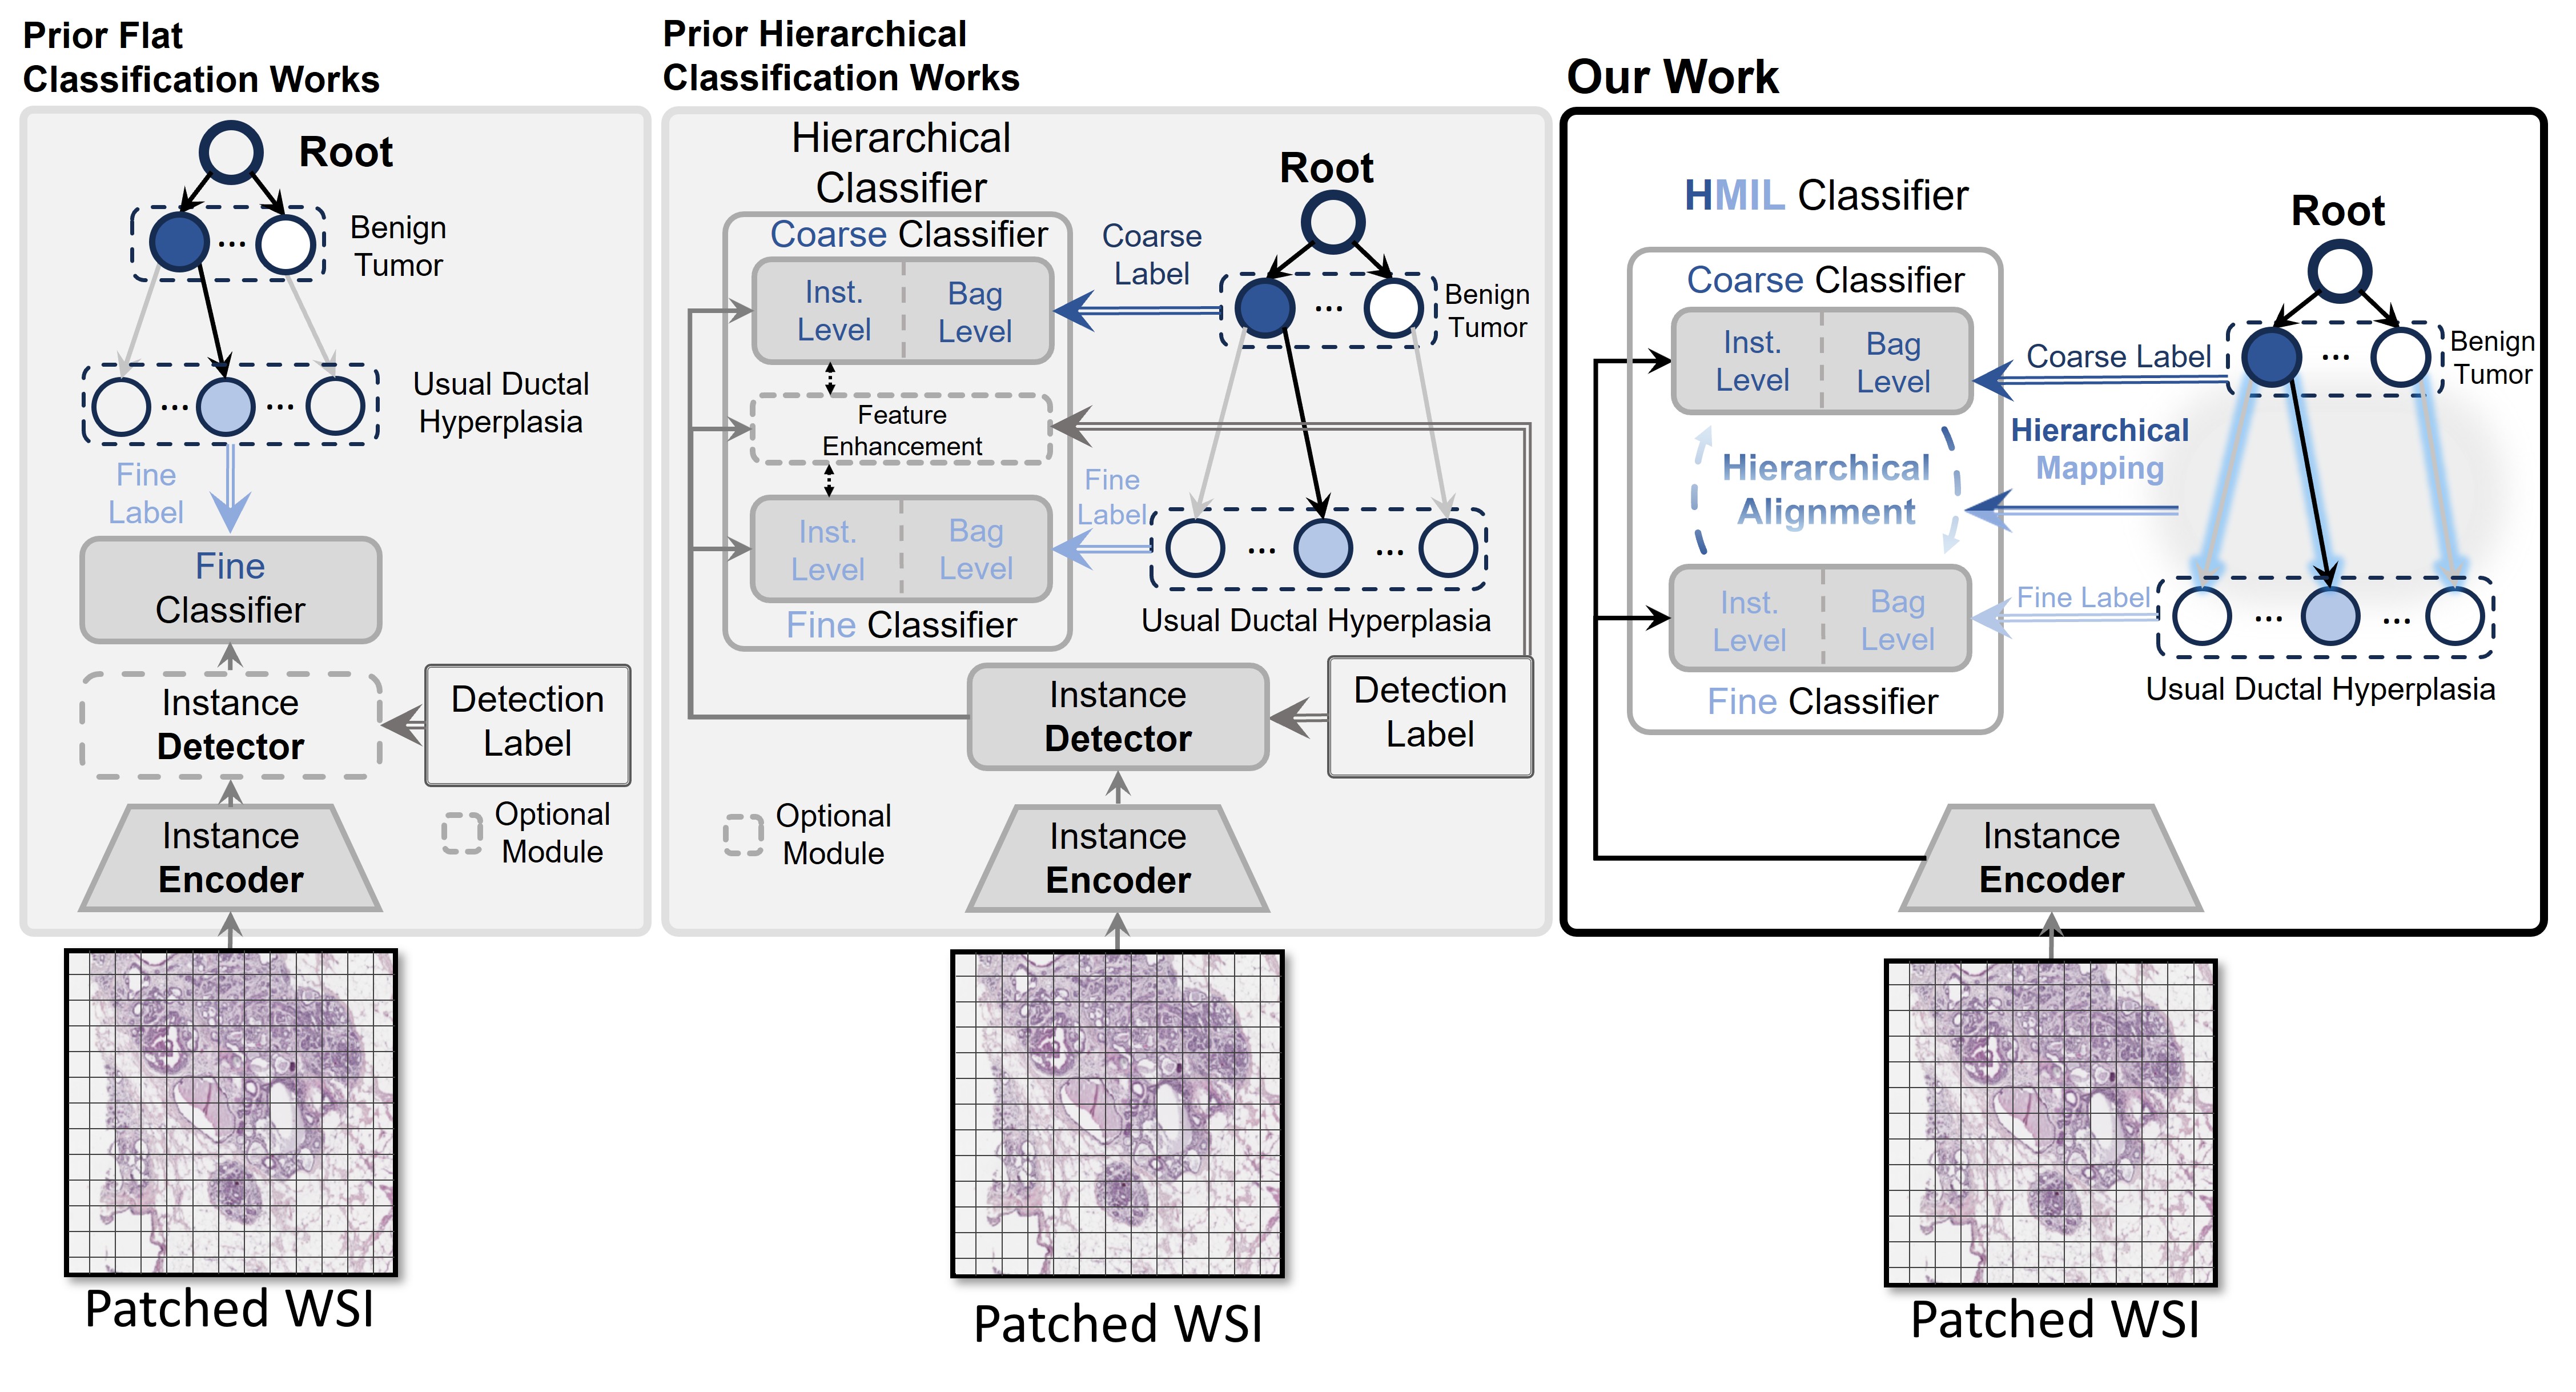 Prior Flat
Classification Works
Root
Benign
Tumor
...
Usual Ductal
Hyperplasia
...
...
Fine
Label
Fine
Classifier
Instance
Detector
Detection
Label
Instance
Encoder
Optional
Module
Patched WSI
Prior Hierarchical
Classification Works
Hierarchical
Classifier
Coarse Classifier
Inst.
Level
Bag
Level
Coarse
Label
Root
...
Benign
Tumor
Feature
Enhancement
Inst.
Level
Bag
Level
Fine Classifier
Fine
Label
...
...
Usual Ductal Hyperplasia
Instance
Detector
Detection
Label
Optional
Module
Instance
Encoder
Patched WSI
Our Work
HMIL Classifier
Coarse Classifier
Inst.
Level
Bag
Level
Coarse Label
Root
...
Benign
Tumor
Hierarchical
Alignment
Hierarchical
Mapping
Inst.
Level
Bag
Level
Fine Classifier
Fine Label
...
...
Usual Ductal Hyperplasia
Instance
Encoder
Patched WSI